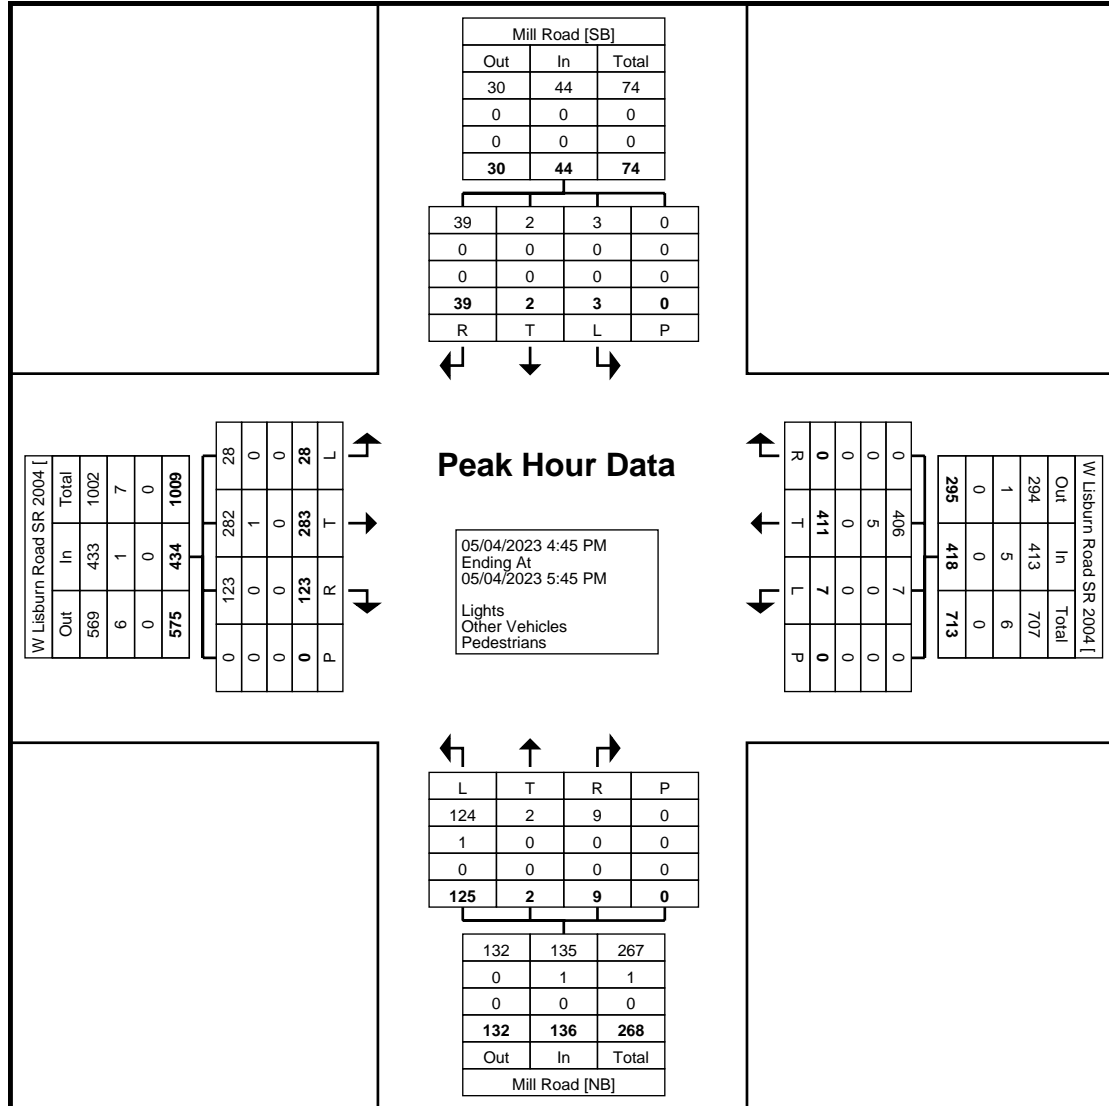 Mill Road [SB]
Out In Total
30 44 74
0 0 0
0 0 0
30 44 74
39 2 3 0
0 0 0 0
0 0 0 0
39 2 3 0
R T L P
W Lisburn Road SR 2004 [
Out In Total
569 433 1002
6 1 7
0 0 0
575 434 1009
28 282 123 0
0 1 0 0
0 0 0 0
28 283 123 0
L T R P
Peak Hour Data
05/04/2023 4:45 PM
Ending At
05/04/2023 5:45 PM
Lights
Other Vehicles
Pedestrians
R T L P
0 411 7 0
0 0 0 0
0 5 0 0
0 406 7 0
W Lisburn Road SR 2004 [
Out In Total
294 413 707
1 5 6
0 0 0
295 418 713
L T R P
124 2 9 0
1 0 0 0
0 0 0 0
125 2 9 0
132 135 267
0 1 1
0 0 0
132 136 268
Out In Total
Mill Road [NB]